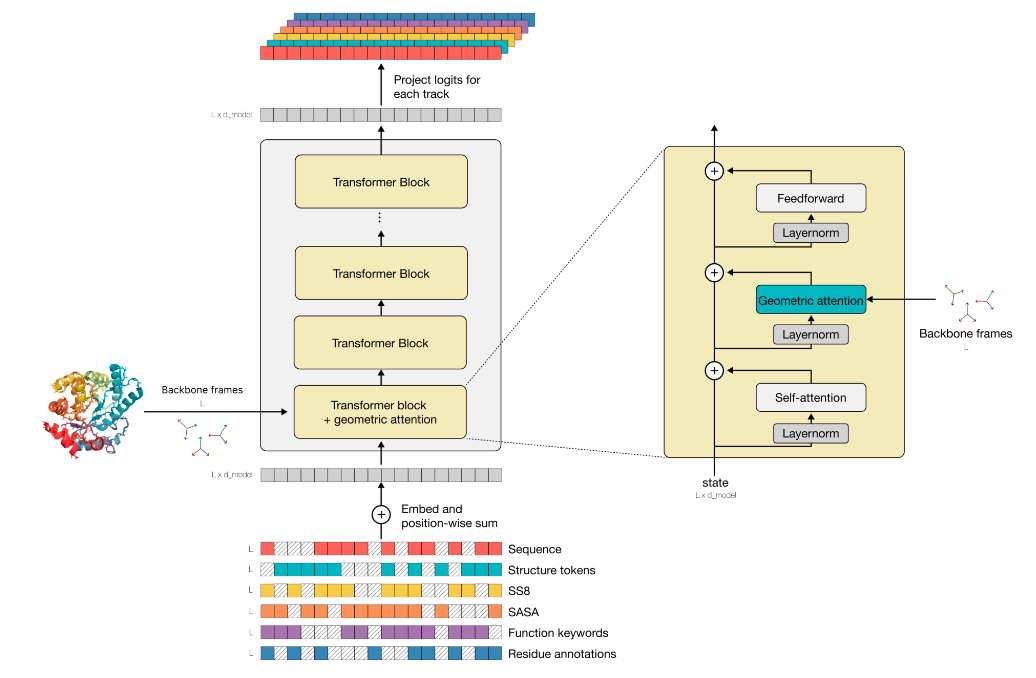 Project logits for
each track
L x d_model
Transformer Block
Transformer Block
Transformer Block
Transformer block
+ geometric attention
Backbone frames
L
L x d_model
Embed and
position-wise sum
L
Sequence
L
Structure tokens
L
SS8
L
SASA
L
Function keywords
L
Residue annotations
Feedforward
Layernorm
Geometric attention
Layernorm
Backbone frames
L
Self-attention
Layernorm
state
L x d_model